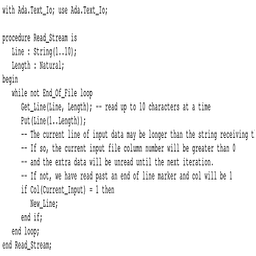 with Ada.Text_Io; use Ada.Text_Io;

procedure Read_Stream is
   Line : String(1..10);
   Length : Natural;
begin
   while not End_Of_File loop
      Get_Line(Line, Length); -- read up to 10 characters at a time
      Put(Line(1..Length));
      -- The current line of input data may be longer than the string receiving t
      -- If so, the current input file column number will be greater than 0
      -- and the extra data will be unread until the next iteration.
      -- If not, we have read past an end of line marker and col will be 1
      if Col(Current_Input) = 1 then
         New_Line;
      end if;
   end loop;
end Read_Stream;